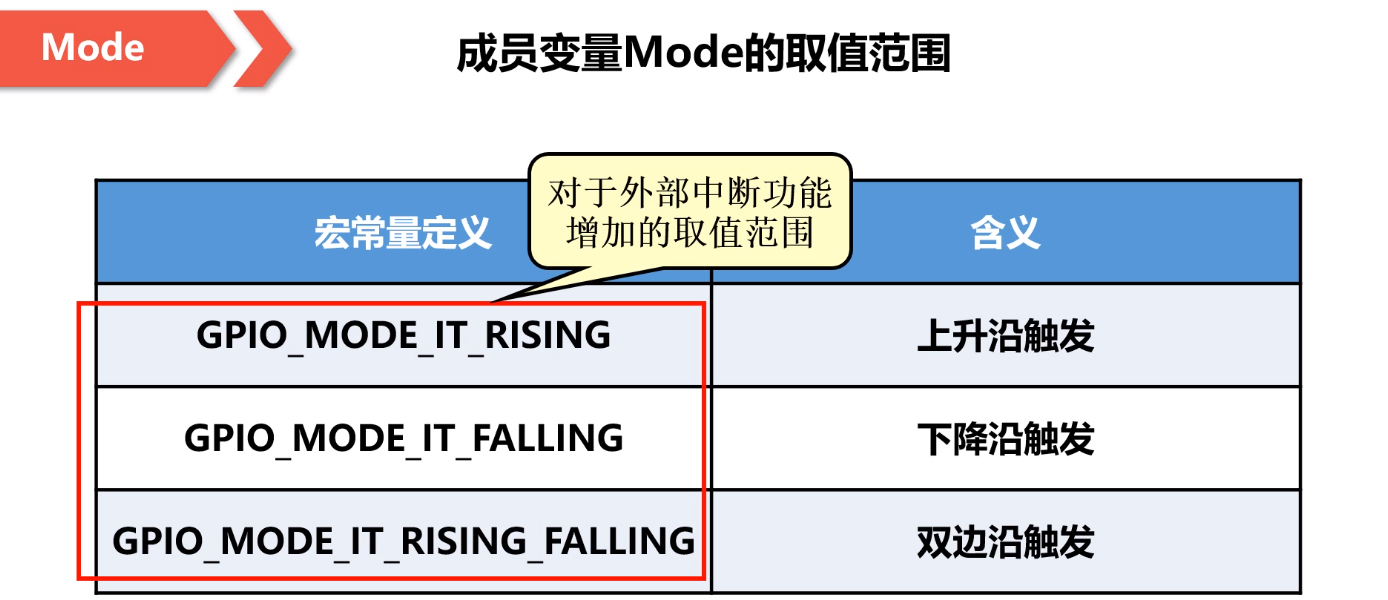 Mode
成员变量Mode的取值范围
对于外部中断功能
增加的取值范围
宏常量定义
含义
GPIO_MODE_IT_RISING
上升沿触发
GPIO_MODE_IT_FALLING
下降沿触发
GPIO_MODE_IT_RISING_FALLING
双边沿触发